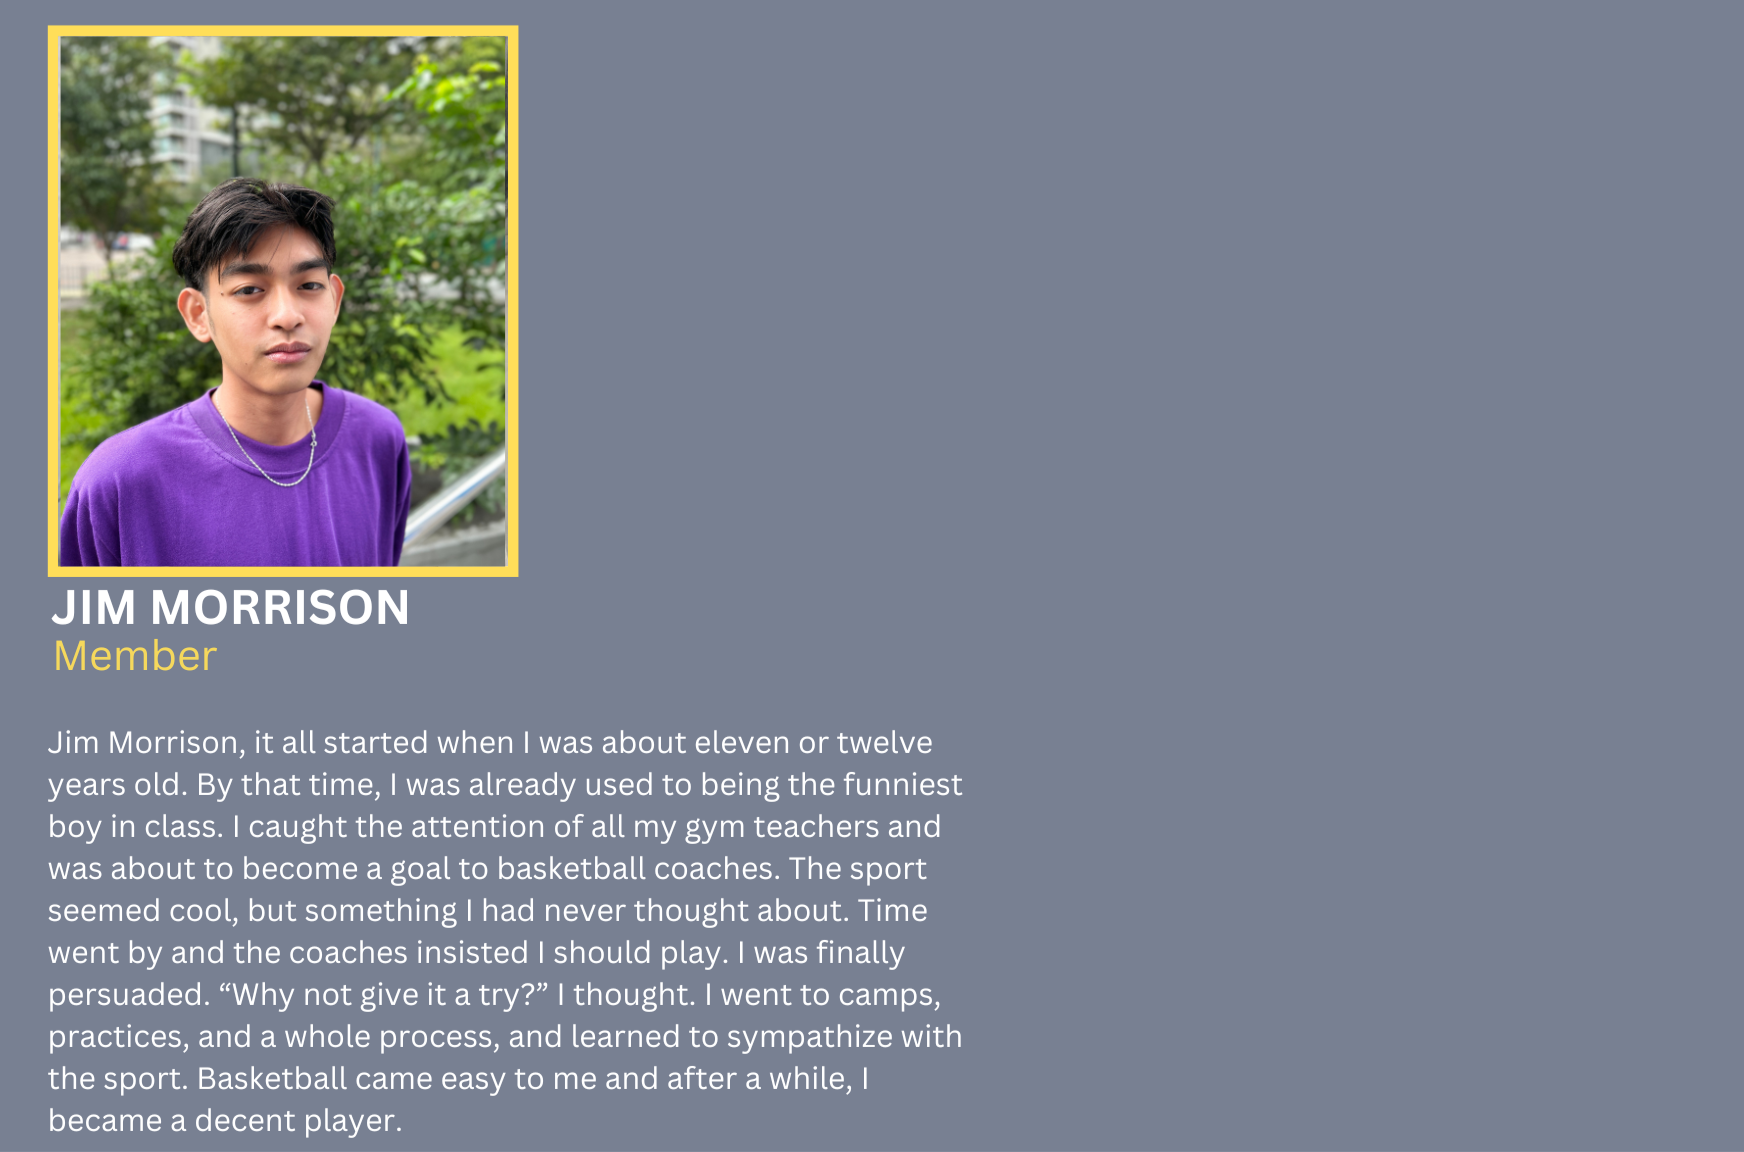 JIM MORRISON
Member
Jim Morrison, it all started when I was about eleven or twelve
years old. By that time, I was already used to being the funniest
boy in class. I caught the attention of all my gym teachers and
was about to become a goal to basketball coaches. The sport
seemed cool, but something I had never thought about. Time
went by and the coaches insisted I should play. I was finally
persuaded. “Why not give it a try?” I thought. I went to camps,
practices, and a whole process, and learned to sympathize with
the sport. Basketball came easy to me and after a while, I
became a decent player.